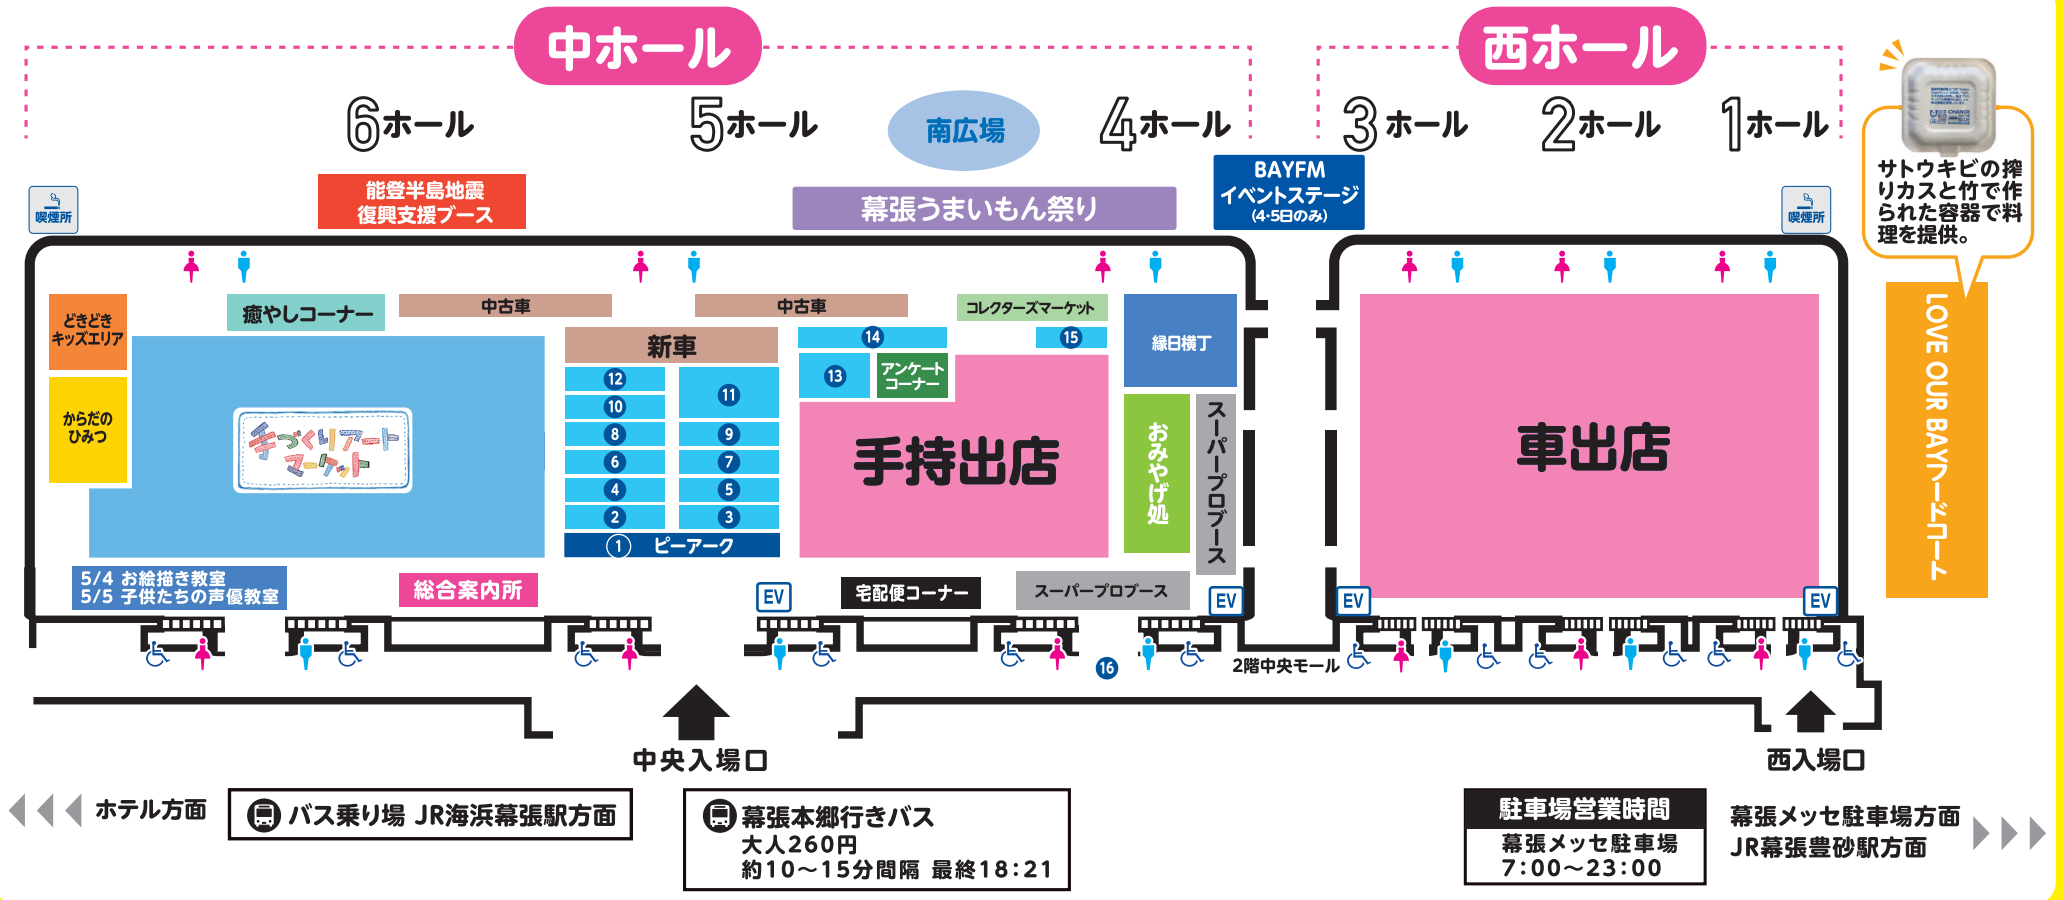 中ホール
西ホール
6ホール
5ホール
南広場
4ホール
3ホール
2ホール
1ホール
サトウキビの搾
りカスと竹で作
られた容器で料
理を提供。
喫煙所
能登半島地震
復興支援ブース
幕張うまいもん祭り
BAYFM
イベントステージ
(4・5日のみ)
喫煙所
どきどき
キッズエリア
癒やしコーナー
中古車
中古車
コレクターズマーケット
縁日横丁
LOVE OUR BAYフードコート
新車
14
15
13
アンケート
コーナー
12
11
10
8
9
6
7
4
5
2
3
1 ピーアーク
からだの
ひみつ
手づくりアート
マーケット
手持出店
おみやげ処
スーパープロブース
車出店
5/4 お絵描き教室
5/5 子供たちの声優教室
総合案内所
EV
宅配便コーナー
スーパープロブース
EV
EV
EV
16
2階中央モール
中央入場口
西入場口
ホテル方面
バス乗り場 JR海浜幕張駅方面
幕張本郷行きバス
大人260円
約10〜15分間隔 最終18:21
駐車場営業時間
幕張メッセ駐車場
7:00〜23:00
幕張メッセ駐車場方面
JR幕張豊砂駅方面